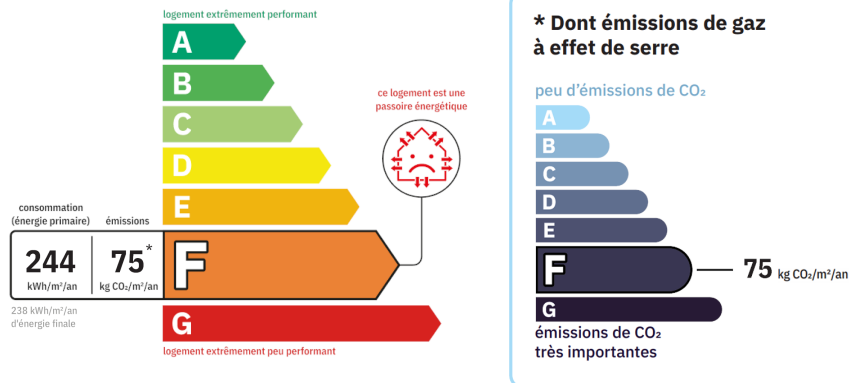 logement extrêmement performant
A
B
C
D
E
F
G
ce logement est une
passoire énergétique
consommation
(énergie primaire)
émissions
244
kWh/m²/an
75*
kg CO₂/m²/an
238 kWh/m²/an
d'énergie finale
logement extrêmement peu performant
* Dont émissions de gaz
à effet de serre
peu d'émissions de CO₂
A
B
C
D
E
F
75 kg CO₂/m²/an
G
émissions de CO₂
très importantes